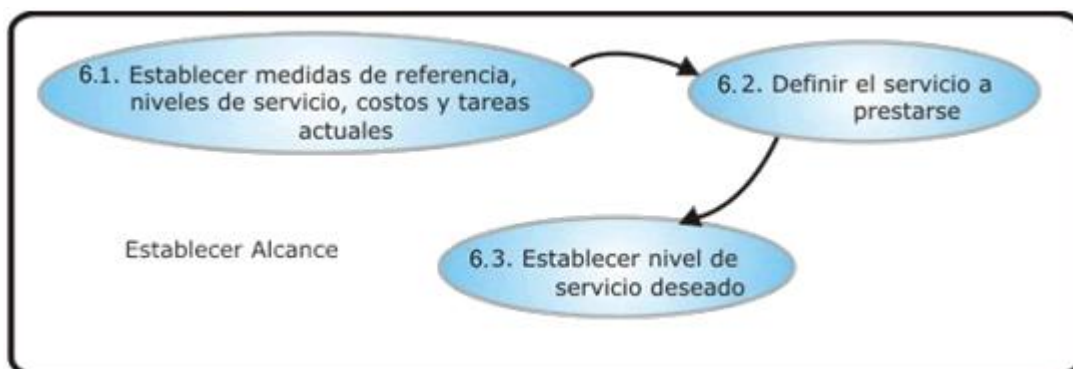 6.1. Establecer medidas de referencia,
niveles de servicio, costos y tareas
actuales
6.2. Definir el servicio a
prestarse
Establecer Alcance
6.3. Establecer nivel de
servicio deseado